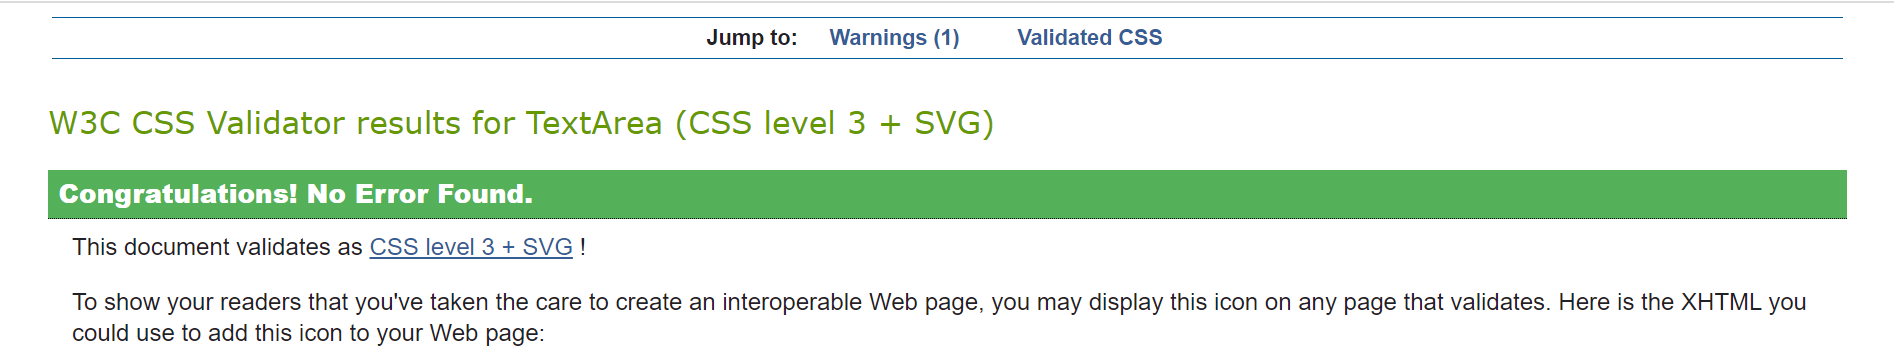 Jump to: Warnings (1) Validated CSS
W3C CSS Validator results for TextArea (CSS level 3 + SVG)
Congratulations! No Error Found.
This document validates as CSS level 3 + SVG !
To show your readers that you've taken the care to create an interoperable Web page, you may display this icon on any page that validates. Here is the XHTML you
could use to add this icon to your Web page: